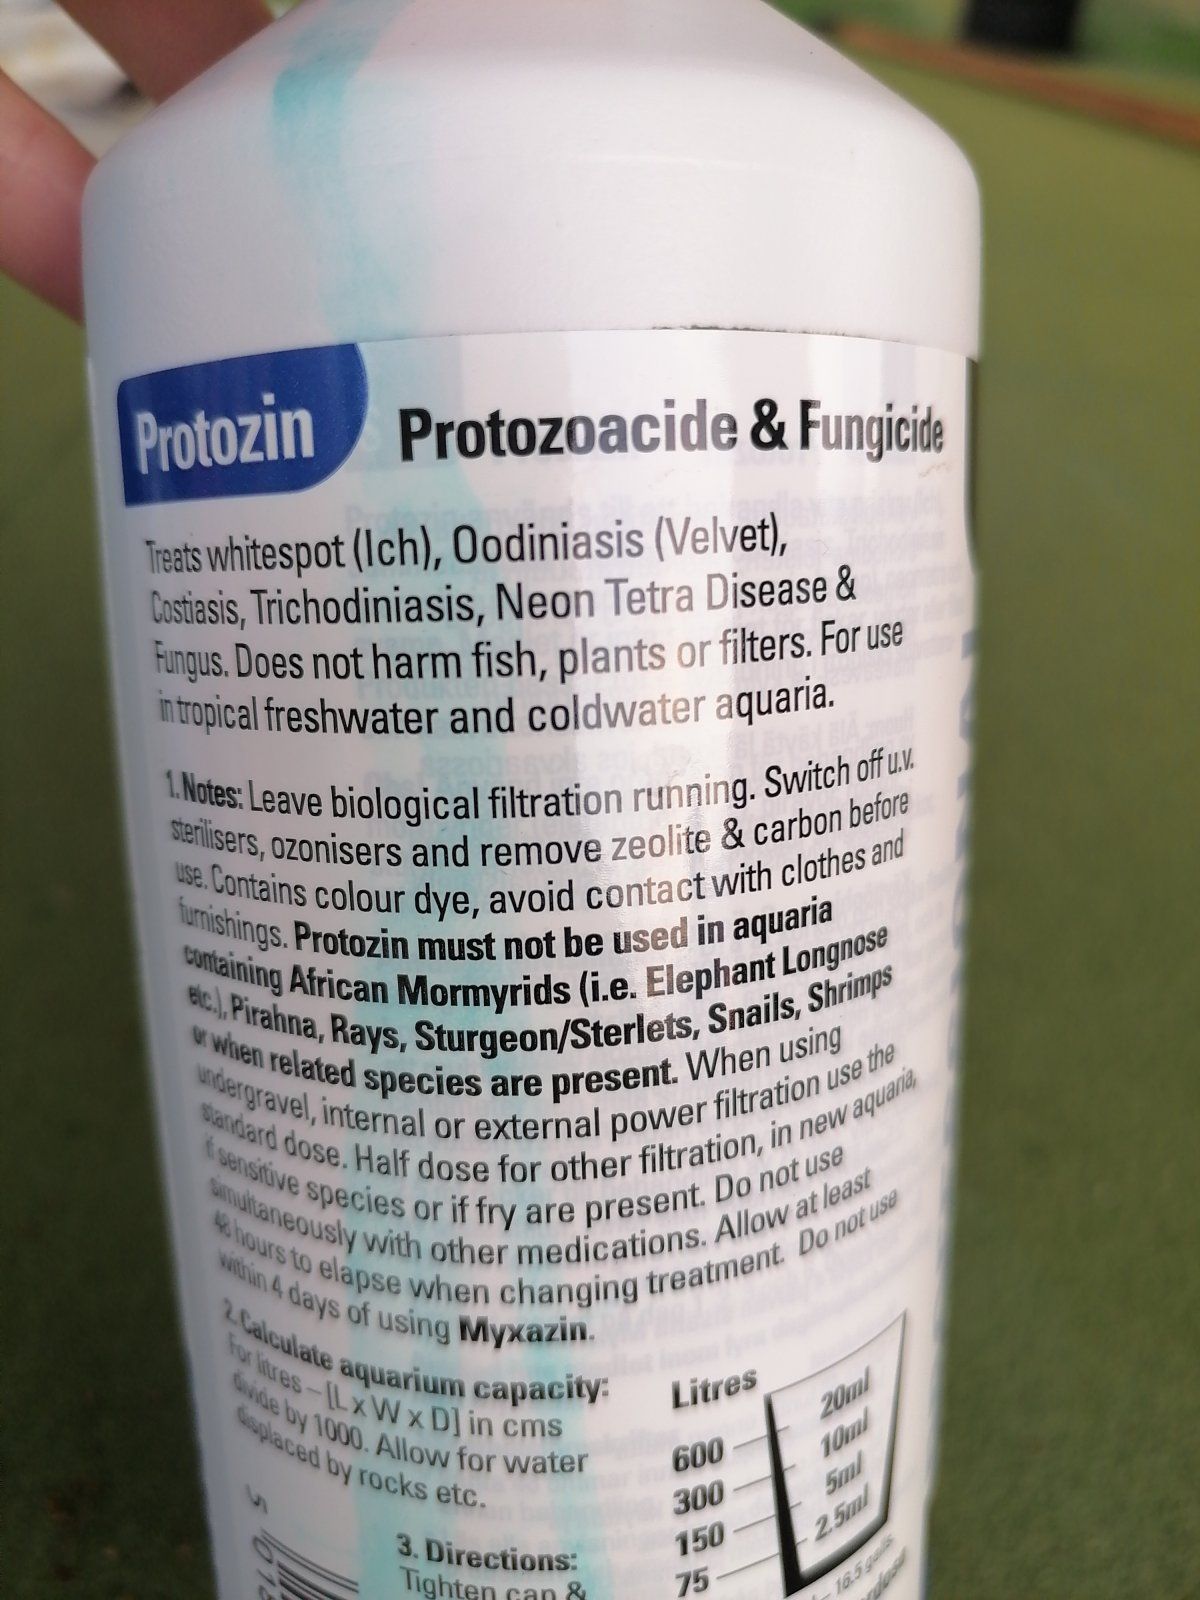 Protozin
Protozoacide & Fungicide
Treats whitespot (Ich), Oodiniasis (Velvet),
Costiasis, Trichodiniasis, Neon Tetra Disease &
Fungus. Does not harm fish, plants or filters. For use
in tropical freshwater and coldwater aquaria.
1. Notes: Leave biological filtration running. Switch off u.v.
sterilisers, ozonisers and remove zeolite & carbon before
use. Contains colour dye, avoid contact with clothes and
furnishings. Protozin must not be used in aquaria
containing African Mormyrids (i.e. Elephant Longnose
etc.), Pirahna, Rays, Sturgeon/Sterlets, Snails, Shrimps
or when related species are present. When using
undergravel, internal or external power filtration use the
standard dose. Half dose for other filtration, in new aquaria,
if sensitive species or if fry are present. Do not use
simultaneously with other medications. Allow at least
48 hours to elapse when changing treatment. Do not use
within 4 days of using Myxazin.
2. Calculate aquarium capacity:
For litres – [L x W x D] in cms
divide by 1000. Allow for water
displaced by rocks etc.
3. Directions:
Tighten cap &
Litres
600
300
150
75
20ml
10ml
5ml
2.5ml
16.5 galls.
5